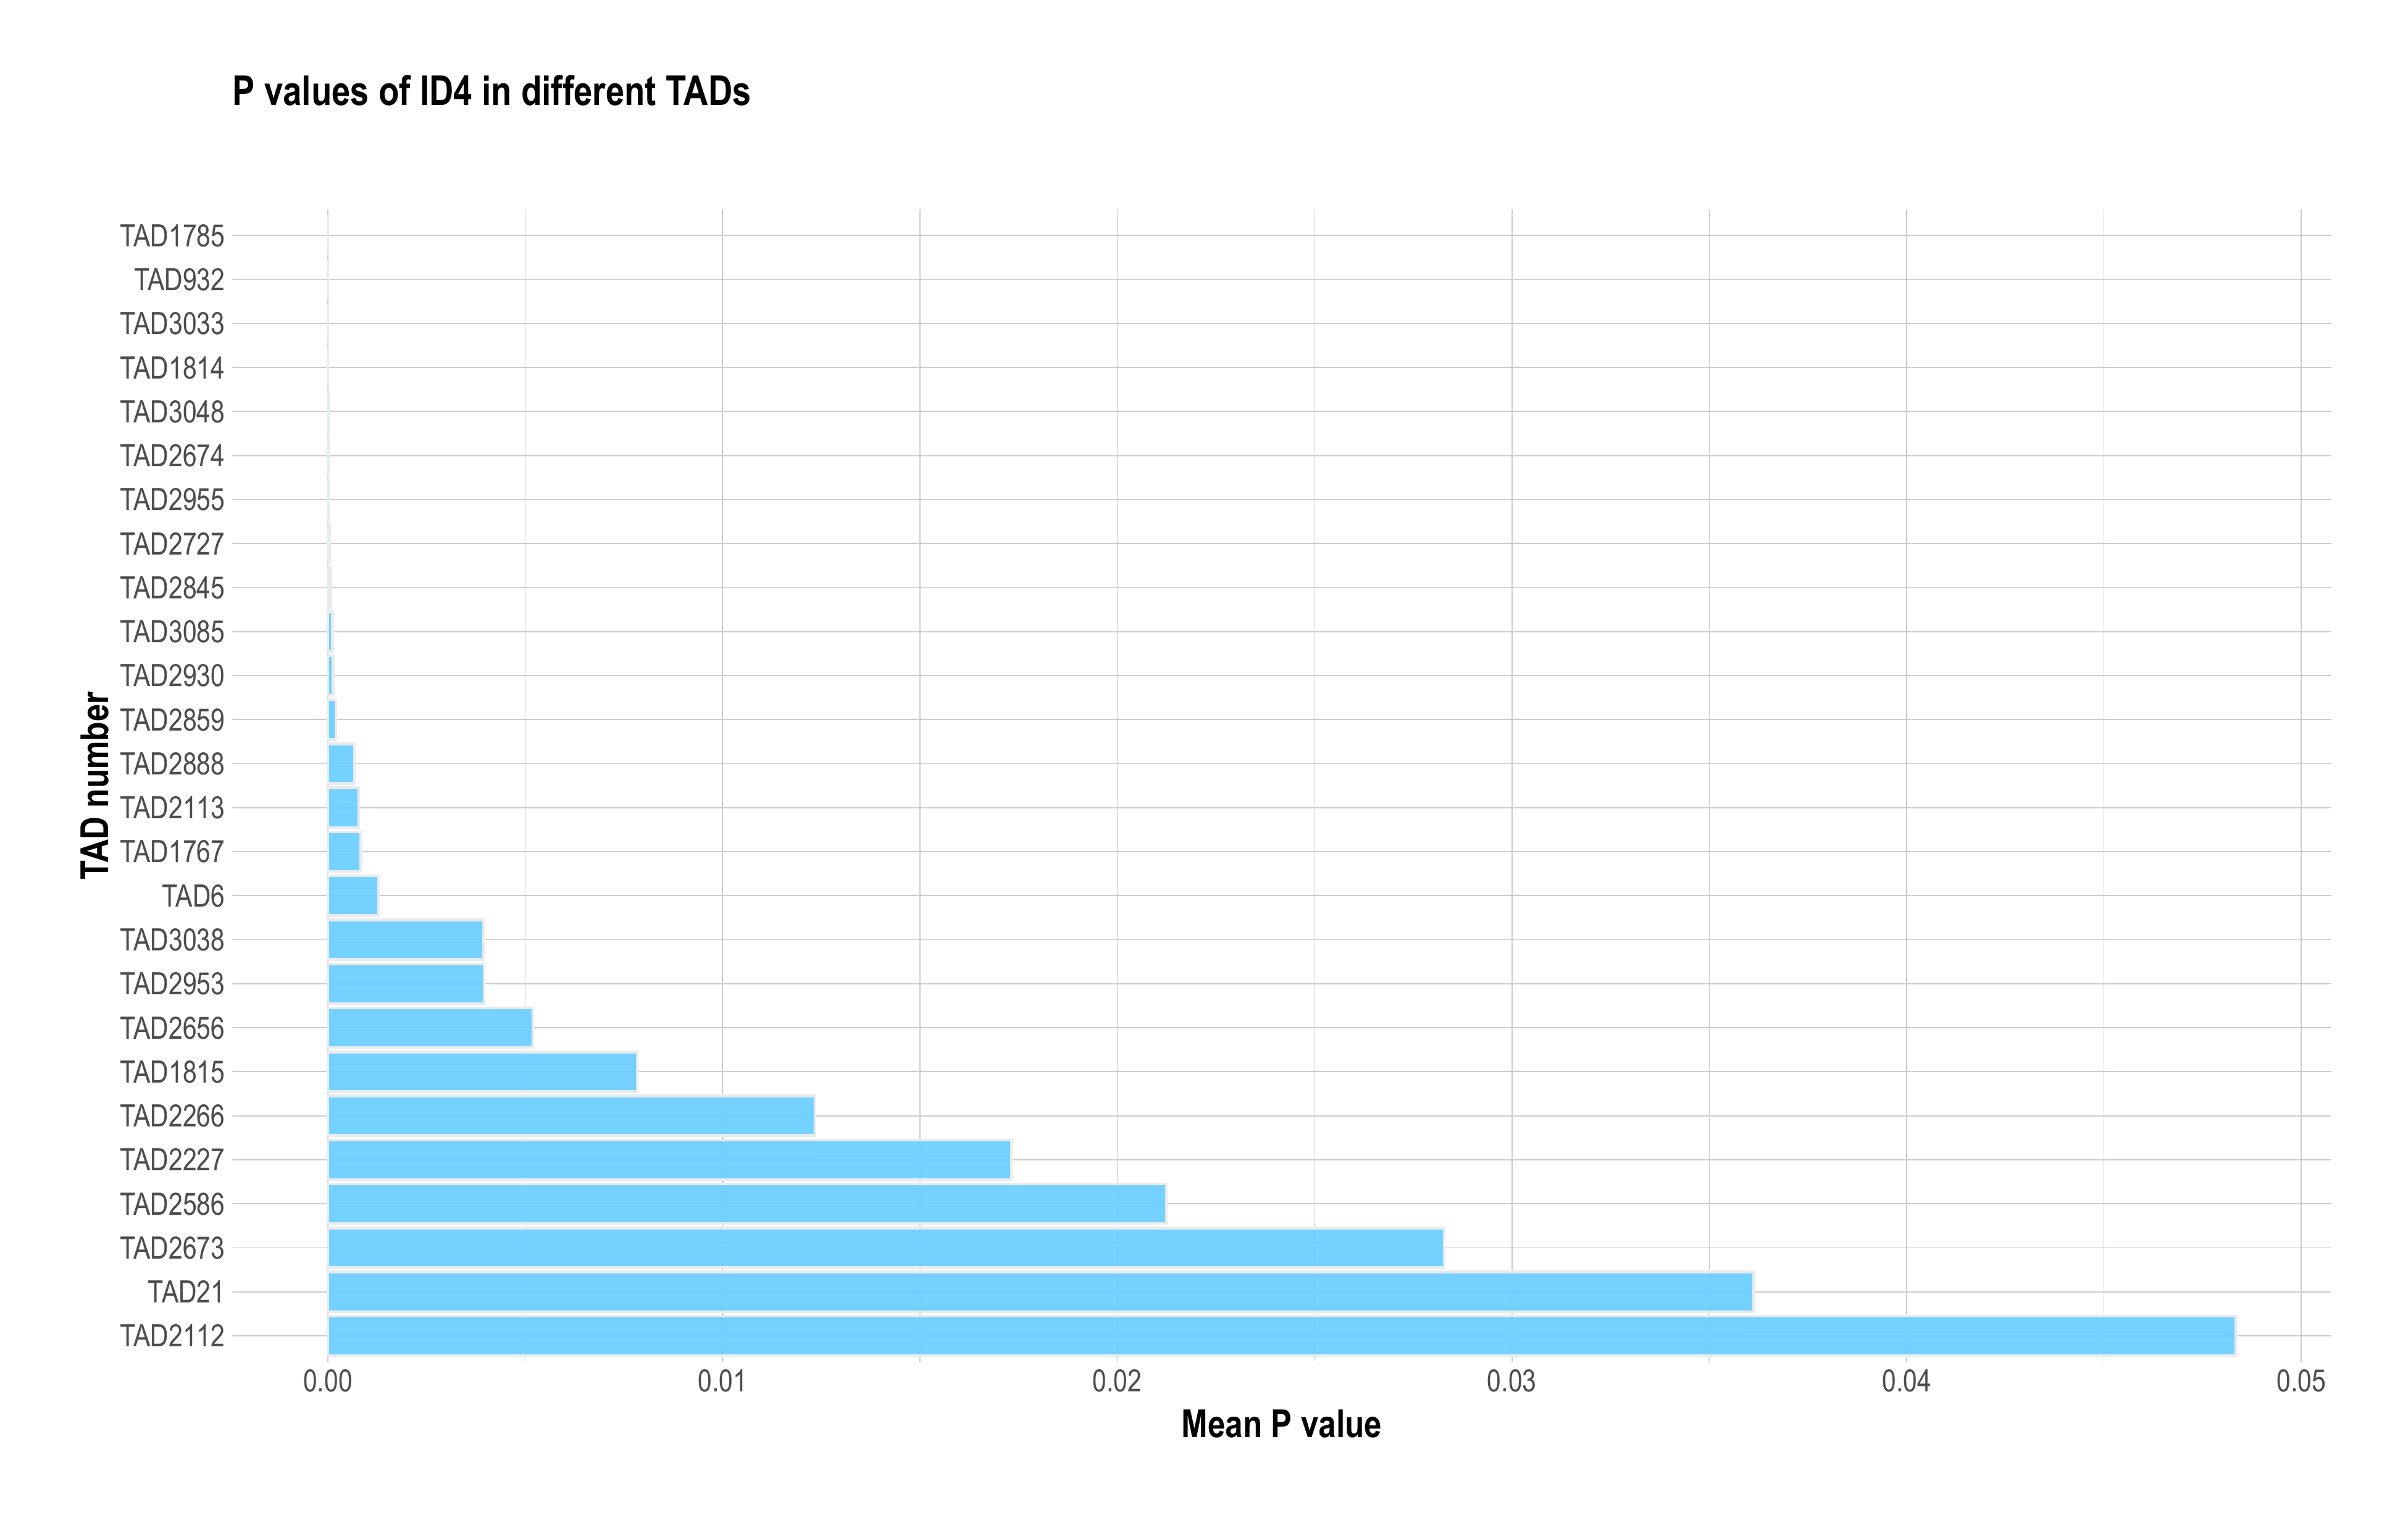 P values of ID4 in different TADs
TAD number
TAD1785
TAD932
TAD3033
TAD1814
TAD3048
TAD2674
TAD2955
TAD2727
TAD2845
TAD3085
TAD2930
TAD2859
TAD2888
TAD2113
TAD1767
TAD6
TAD3038
TAD2953
TAD2656
TAD1815
TAD2266
TAD2227
TAD2586
TAD2673
TAD21
TAD2112
0.00 0.01 0.02 0.03 0.04 0.05
Mean P value